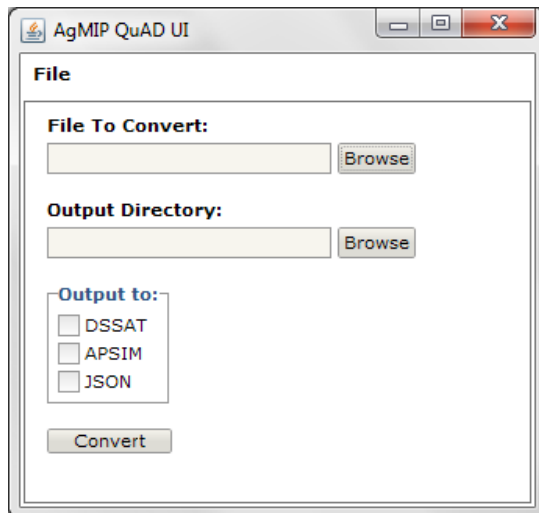 AgMIP QuAD UI
File
File To Convert:
Browse
Output Directory:
Browse
Output to:
DSSAT
APSIM
JSON
Convert